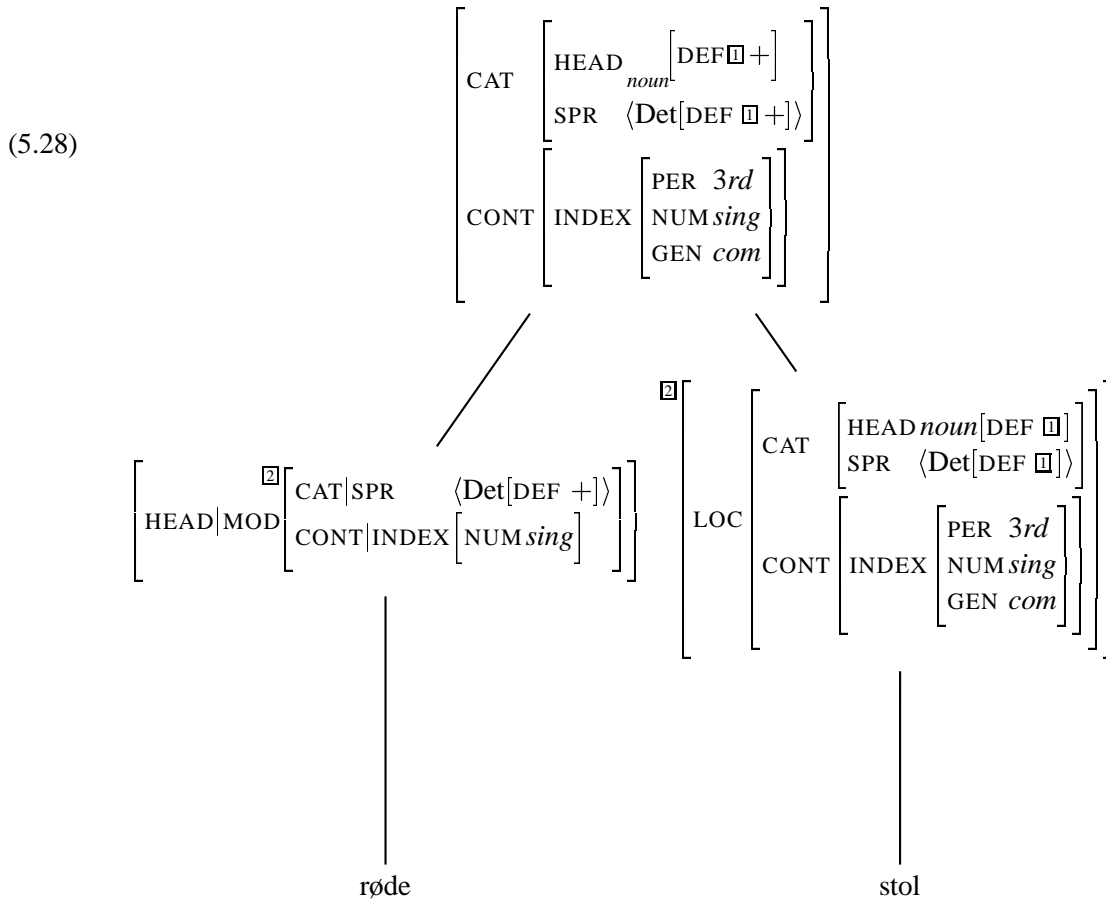 CAT HEAD noun[DEF 1 +]
(5.28)
SPR ⟨Det[DEF 1 +]⟩
PER 3rd
CONT INDEX NUM sing
GEN com
2
CAT HEAD noun[DEF 1]
SPR ⟨Det[DEF 1]⟩
2 CAT|SPR ⟨Det[DEF +]⟩
HEAD|MOD
CONT|INDEX [NUM sing]
LOC
PER 3rd
CONT INDEX NUM sing
GEN com
røde stol